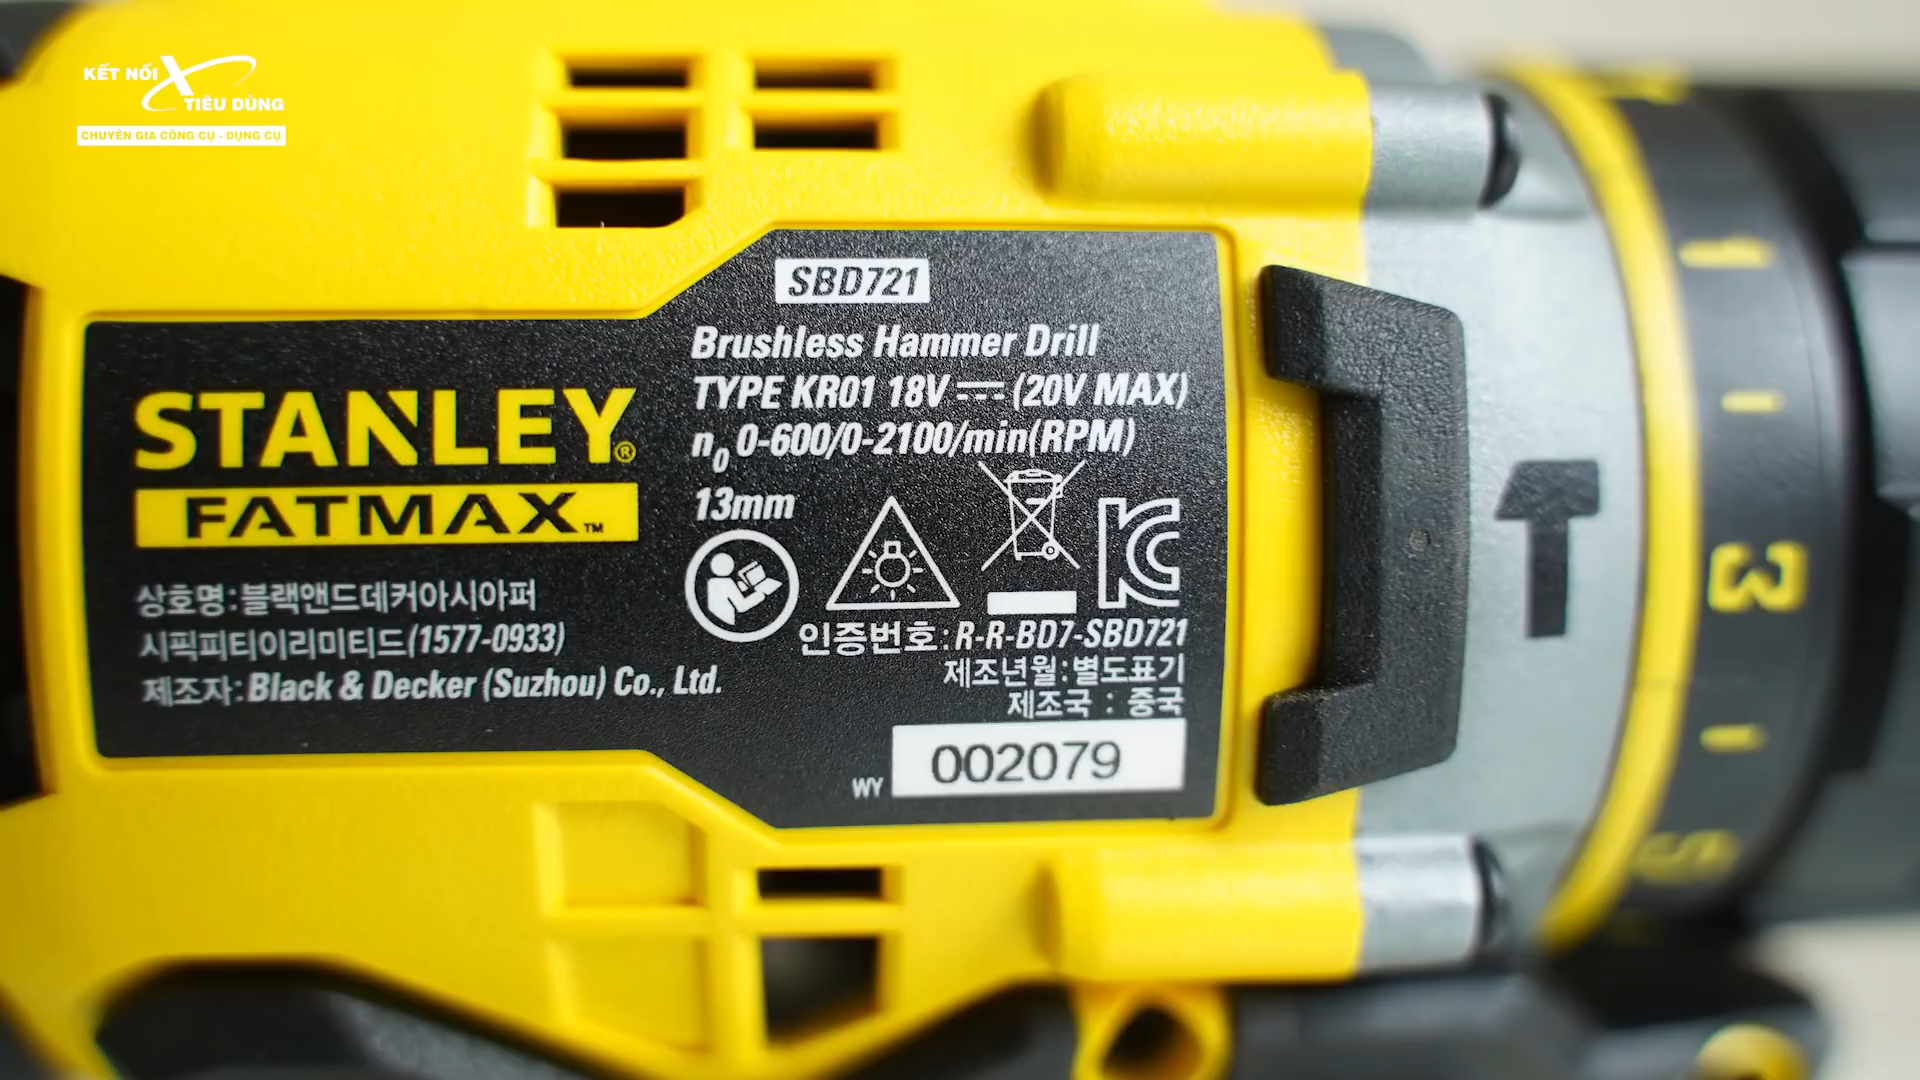 KẾT NỐI
TIÊU DÙNG
CHUYÊN GIA CÔNG CỤ - DỤNG CỤ
SBD721
Brushless Hammer Drill
TYPE KR01 18V ⎓ (20V MAX)
n0 0-600/0-2100/min(RPM)
13mm
STANLEY®
FATMAX™
상호명:블랙앤드데커아시아퍼
시픽피티이리미티드(1577-0933)
제조자:Black & Decker (Suzhou) Co., Ltd.
인증번호:R-R-BD7-SBD721
제조년월:별도표기
제조국 : 중국
WY 002079
3
5